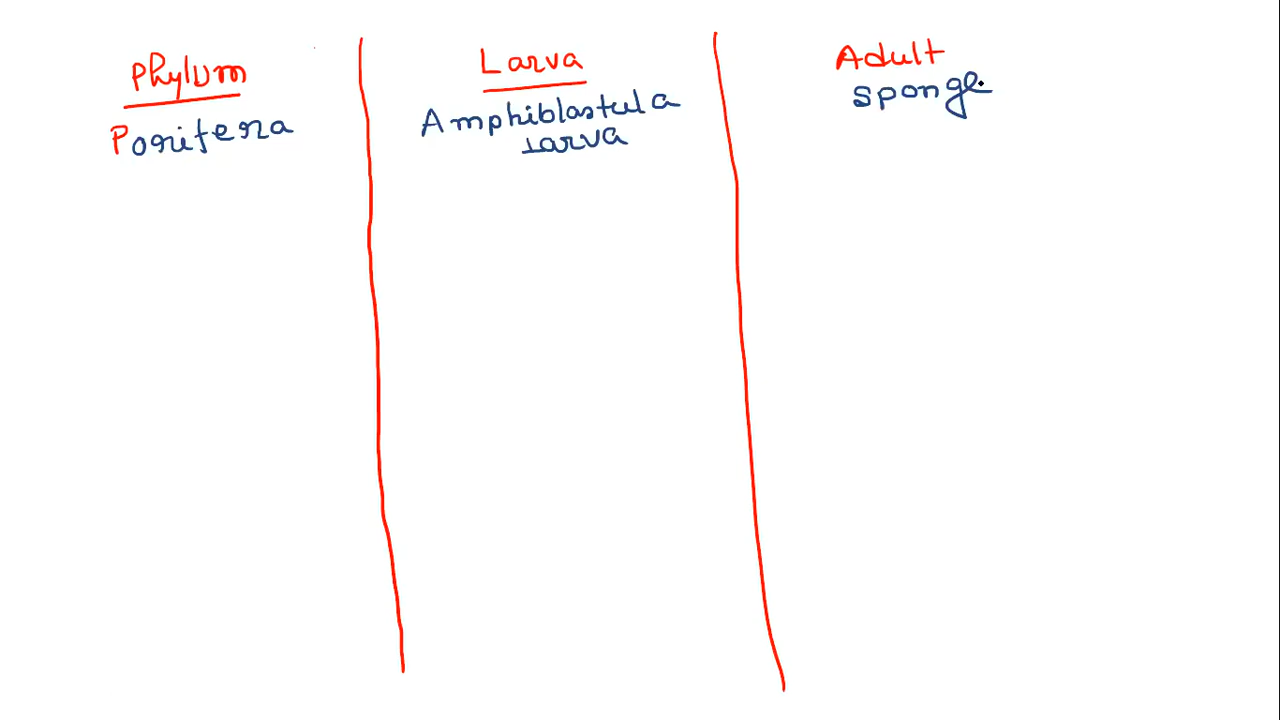 Phylum
Larva
Adult
Porifera
Amphiblastula
larva
sponge